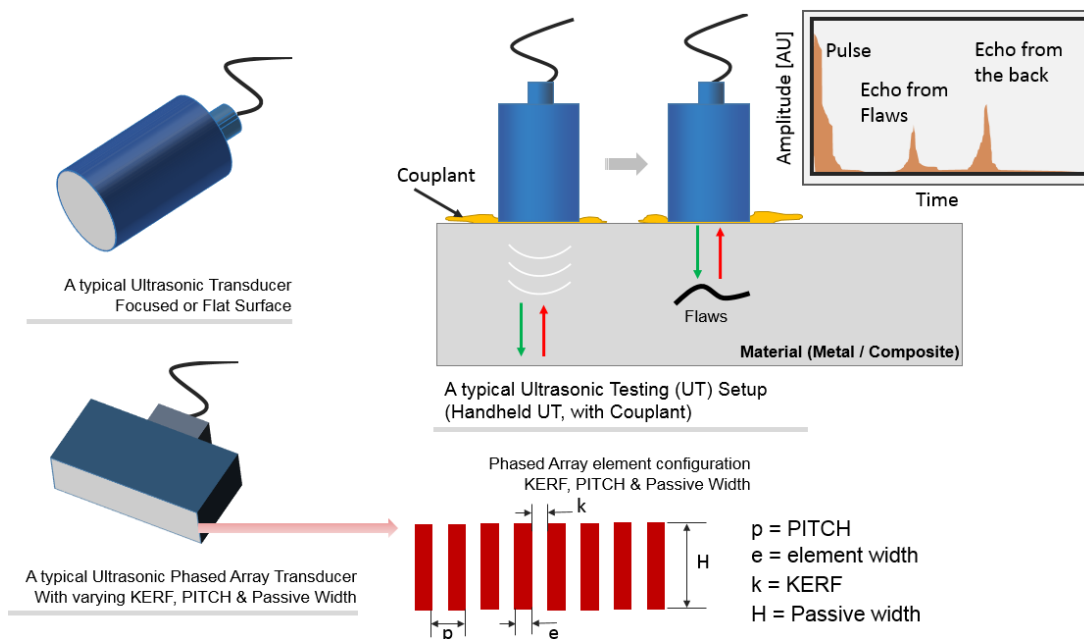 A typical Ultrasonic Transducer
Focused or Flat Surface
Couplant
Flaws
Material (Metal / Composite)
A typical Ultrasonic Testing (UT) Setup
(Handheld UT, with Couplant)
Amplitude [AU]
Pulse
Echo from
Flaws
Echo from
the back
Time
A typical Ultrasonic Phased Array Transducer
With varying KERF, PITCH & Passive Width
Phased Array element configuration
KERF, PITCH & Passive Width
k
H
p
e
p = PITCH
e = element width
k = KERF
H = Passive width